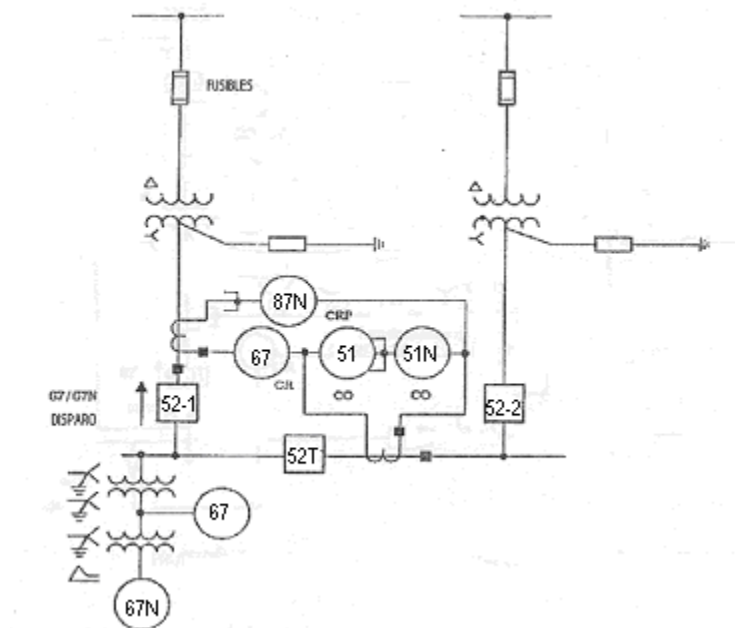 FUSIBLES
Δ
Δ
Y
Y
87N
CRP
67
51
51N
CR
CO
CO
67/67N
DISPARO
52-1
52-2
52T
67
67N